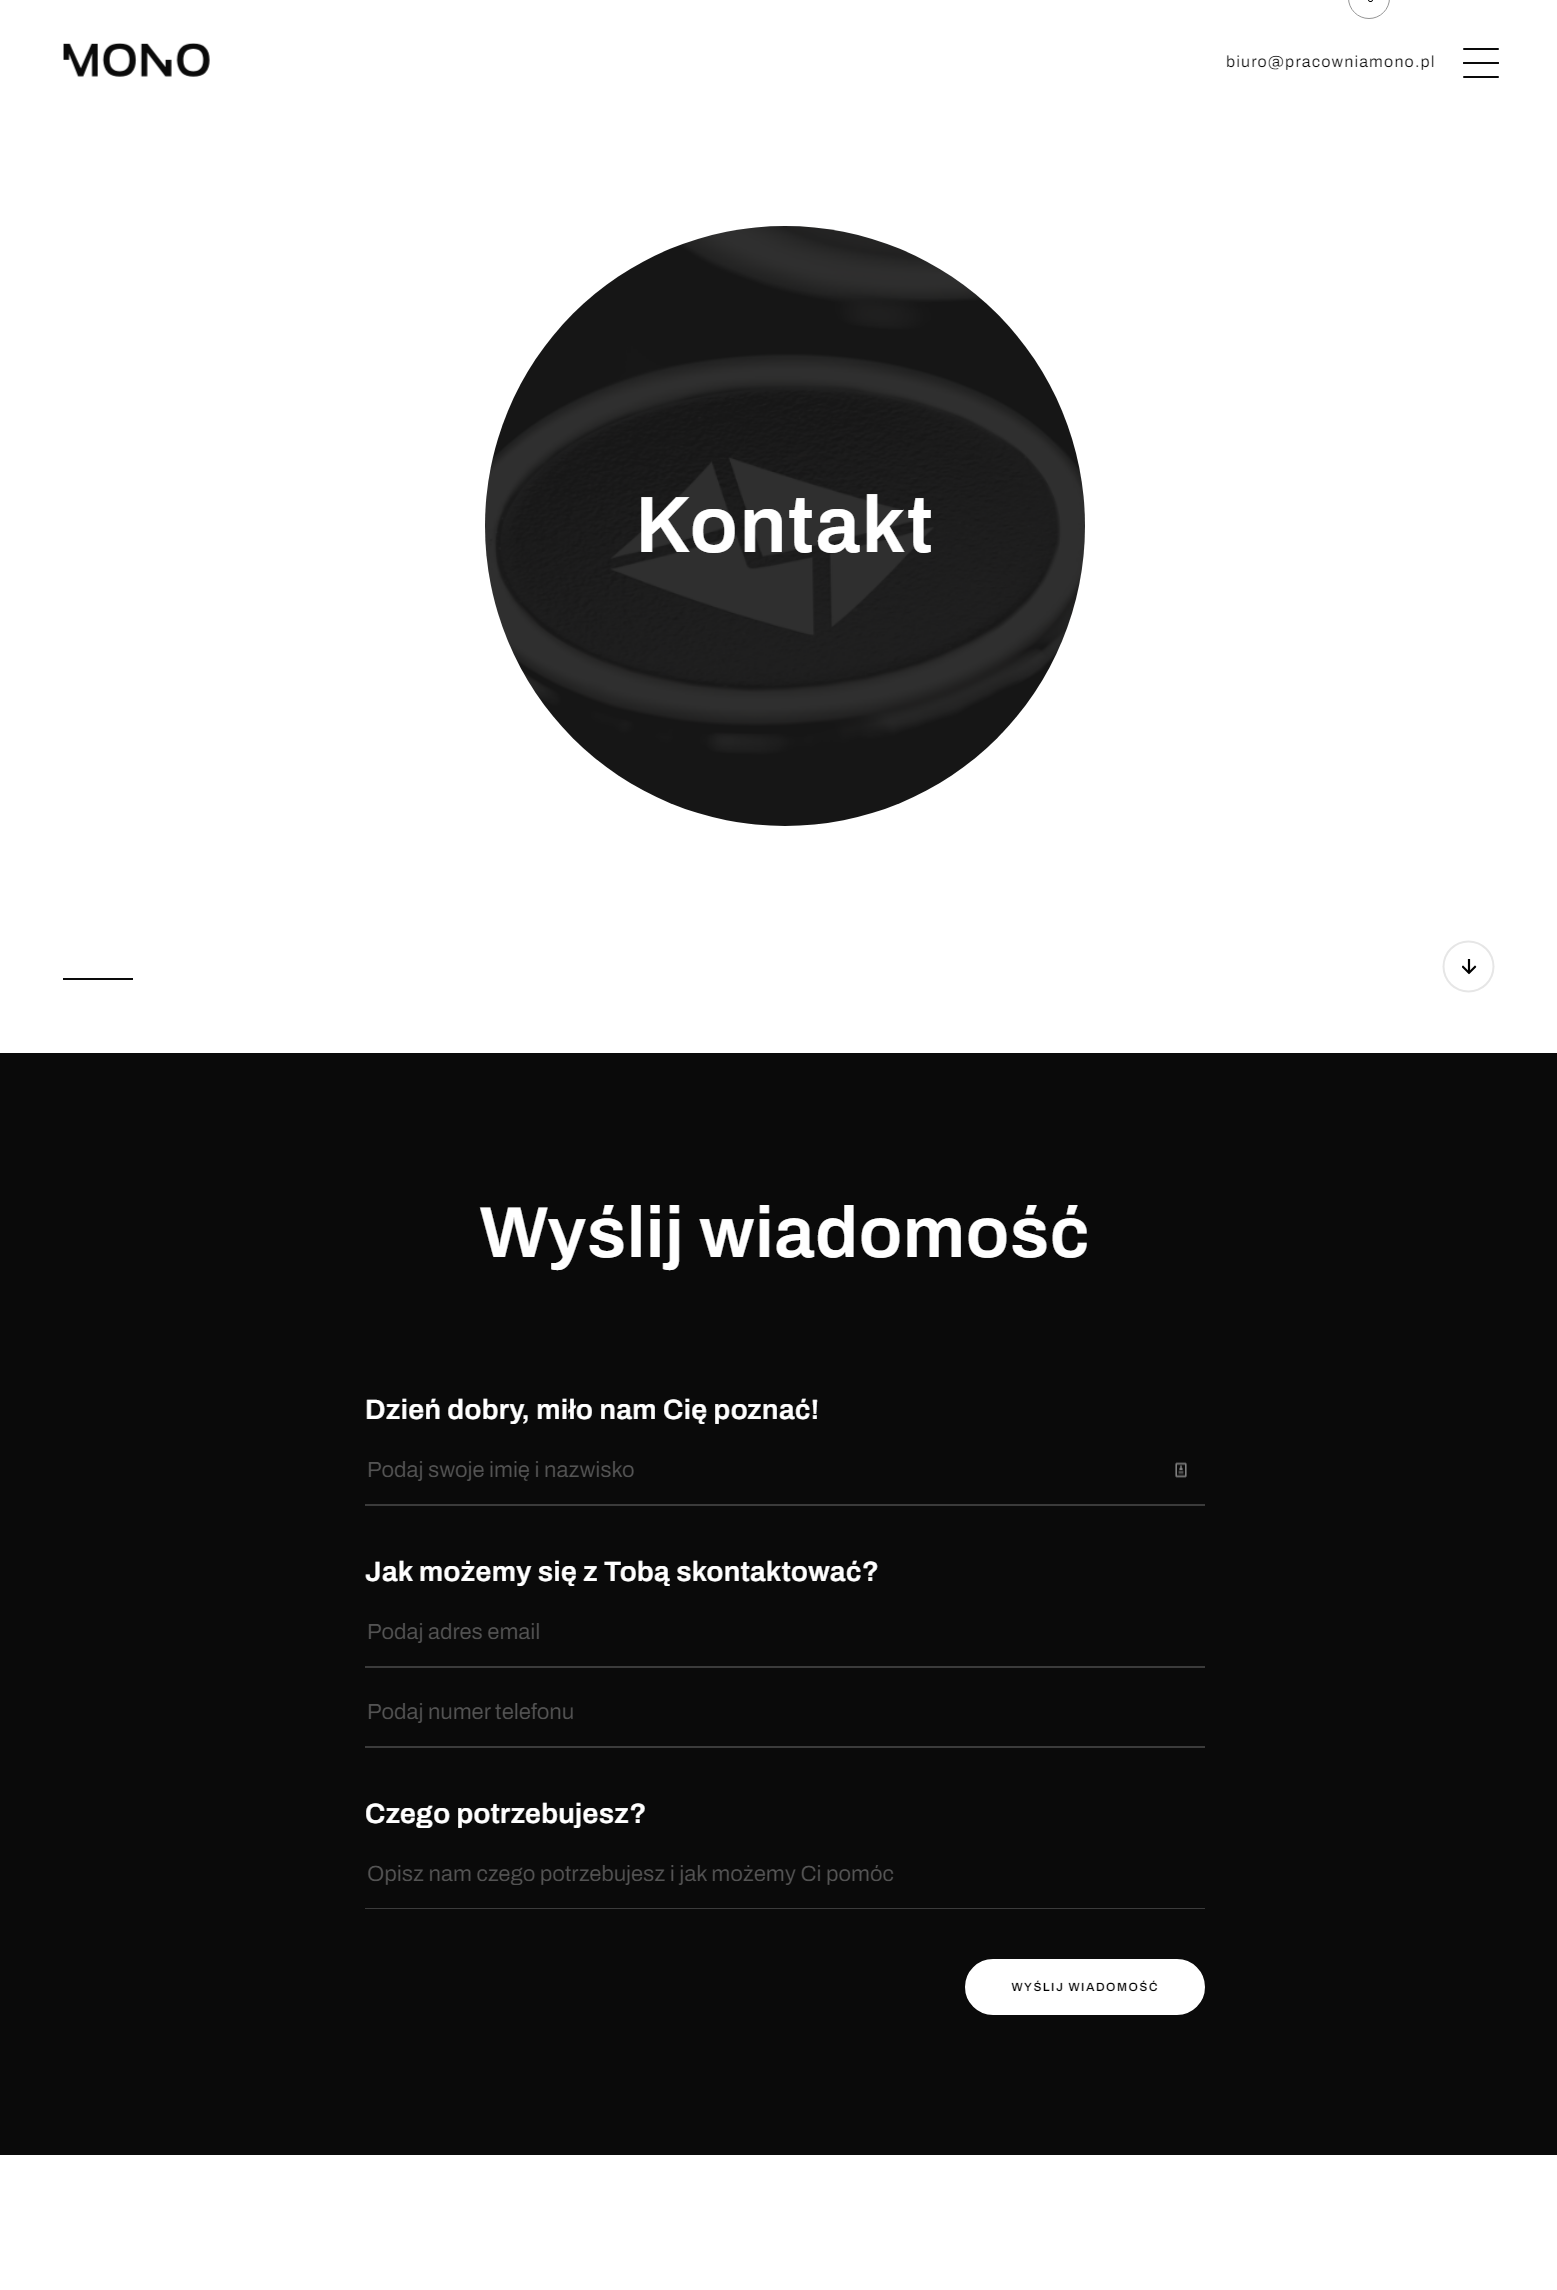 MONO
biuro@pracowniamono.pl
Kontakt
Wyślij wiadomość
Dzień dobry, miło nam Cię poznać!
Podaj swoje imię i nazwisko
Jak możemy się z Tobą skontaktować?
Podaj adres email
Podaj numer telefonu
Czego potrzebujesz?
Opisz nam czego potrzebujesz i jak możemy Ci pomóc
WYŚLIJ WIADOMOŚĆ